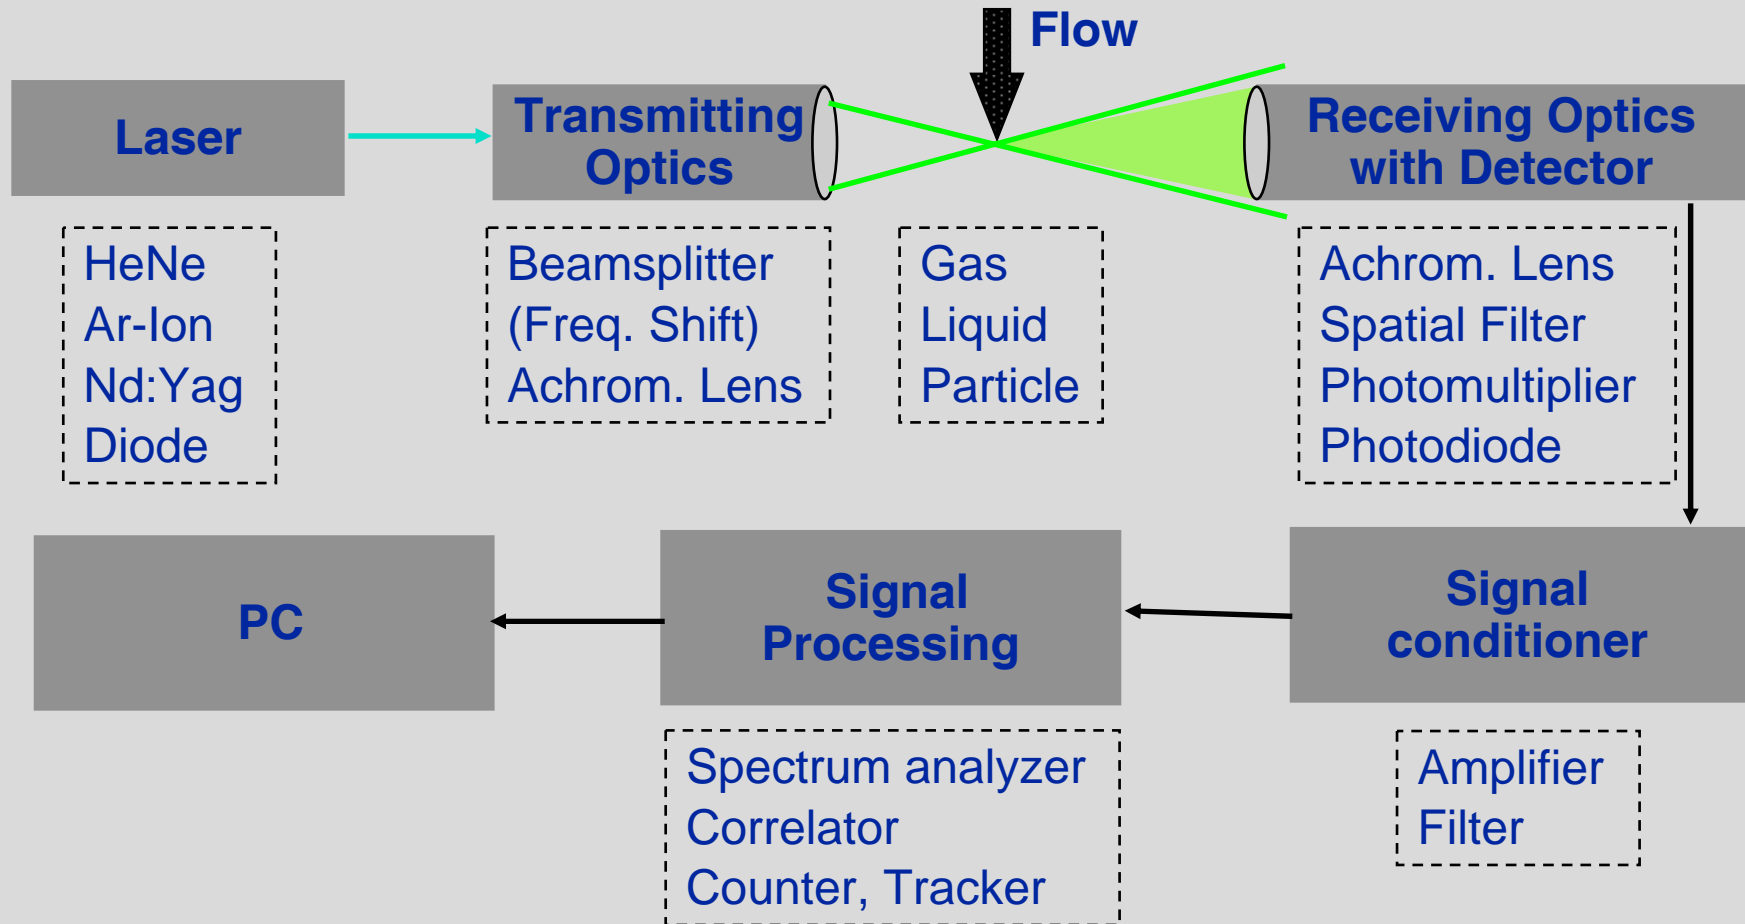 Flow
Laser
Transmitting
Optics
Receiving Optics
with Detector
HeNe
Ar-Ion
Nd:Yag
Diode
Beamsplitter
(Freq. Shift)
Achrom. Lens
Gas
Liquid
Particle
Achrom. Lens
Spatial Filter
Photomultiplier
Photodiode
PC
Signal
Processing
Signal
conditioner
Spectrum analyzer
Correlator
Counter, Tracker
Amplifier
Filter